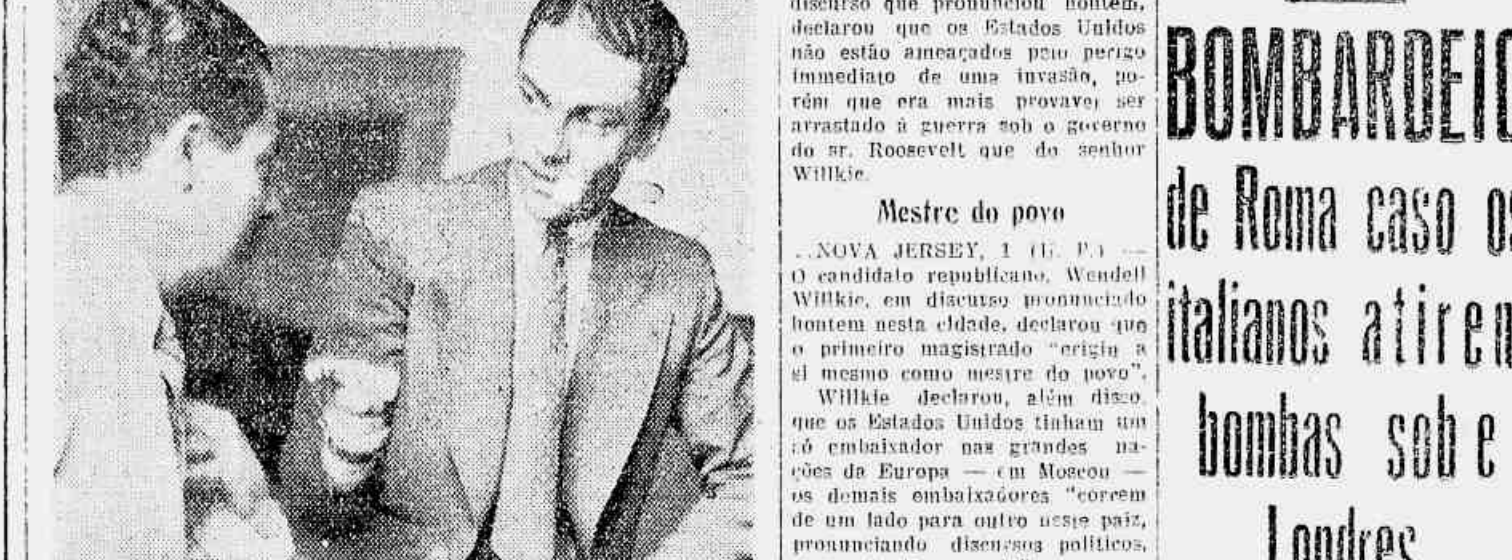 discurso que pronunciou hontem,
declarou que os Estados Unidos
não estão ameaçados pelo perigo
immediato de uma invasão, po-
rém que era mais provavel ser
arrastado á guerra sob o governo
do sr. Roosevelt que do senhor
Willkie.
Mestre do povo
..NOVA JERSEY, 1 (U. P.) —
O candidato republicano, Wendell
Willkie, em discurso pronunciado
hontem nesta cidade, declarou que
o primeiro magistrado "erigiu a
si mesmo como mestre do povo".
Willkie declarou, além disso,
que os Estados Unidos tinham um
só embaixador nas grandes na-
ções da Europa — em Moscou —
os demais embaixadores "correm
de um lado para outro neste paiz,
pronunciando discursos politicos,
BOMBARDEIO
de Roma caso os
italianos atirem
bombas sob e
Londres